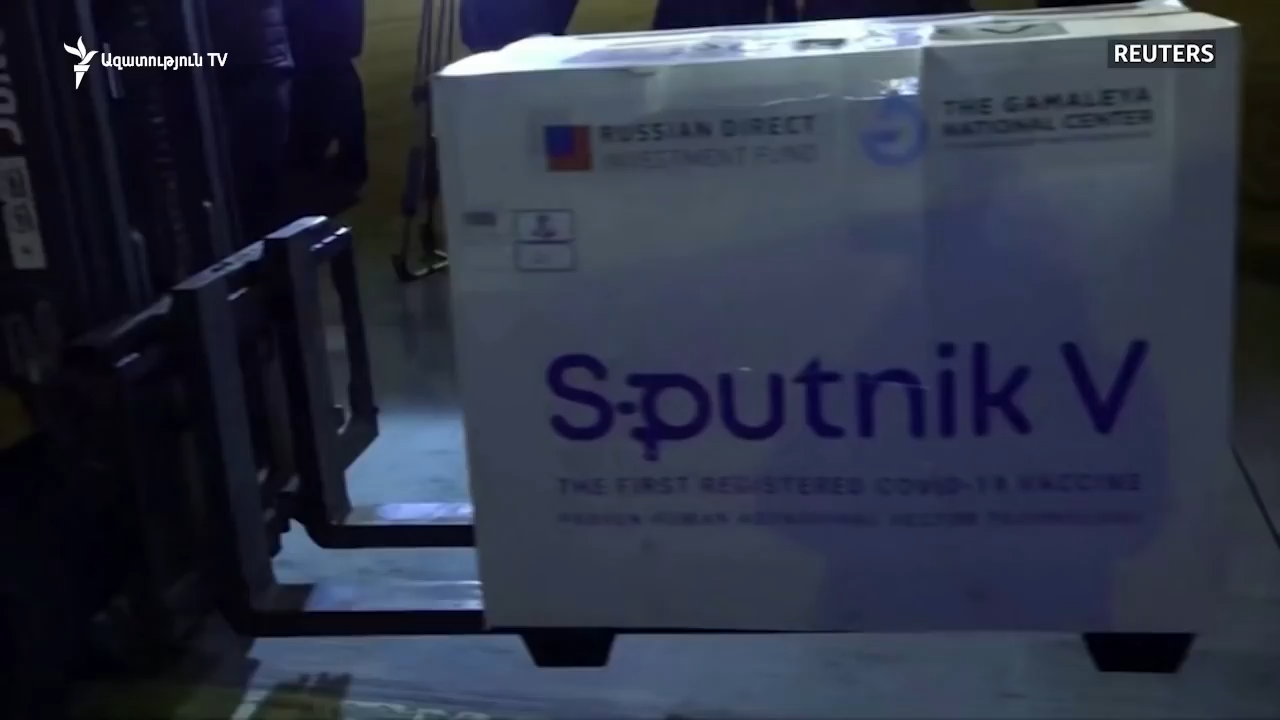 Ազատություն TV
REUTERS
RUSSIAN DIRECT
INVESTMENT FUND
THE GAMALEYA
NATIONAL CENTER
Sputnik V
THE FIRST REGISTERED COVID-19 VACCINE